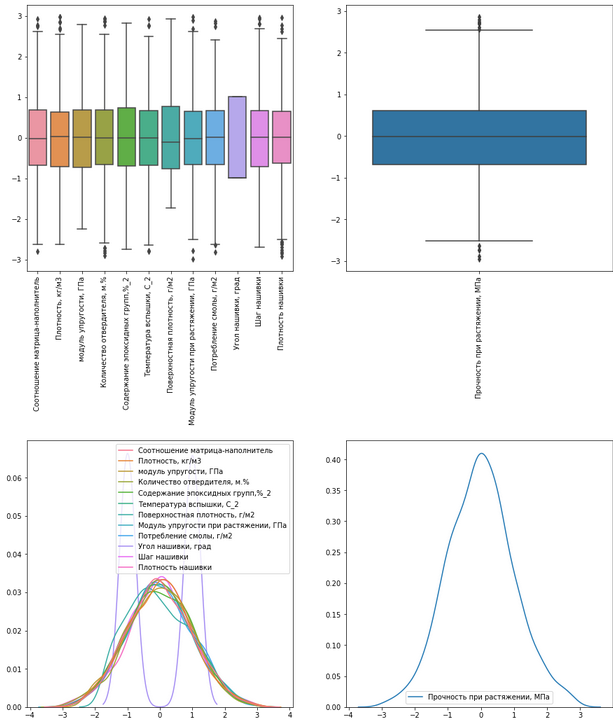 3
2
1
0
−1
−2
−3
Соотношение матрица-наполнитель
Плотность, кг/м3
модуль упругости, ГПа
Количество отвердителя, м.%
Содержание эпоксидных групп,%_2
Температура вспышки, С_2
Поверхностная плотность, г/м2
Модуль упругости при растяжении, ГПа
Потребление смолы, г/м2
Угол нашивки, град
Шаг нашивки
Плотность нашивки
3
2
1
0
−1
−2
−3
Прочность при растяжении, МПа
0.06
0.05
0.04
0.03
0.02
0.01
0.00
−4 −3 −2 −1 0 1 2 3 4
Соотношение матрица-наполнитель
Плотность, кг/м3
модуль упругости, ГПа
Количество отвердителя, м.%
Содержание эпоксидных групп,%_2
Температура вспышки, С_2
Поверхностная плотность, г/м2
Модуль упругости при растяжении, ГПа
Потребление смолы, г/м2
Угол нашивки, град
Шаг нашивки
Плотность нашивки
0.40
0.35
0.30
0.25
0.20
0.15
0.10
0.05
0.00
−4 −3 −2 −1 0 1 2 3
Прочность при растяжении, МПа